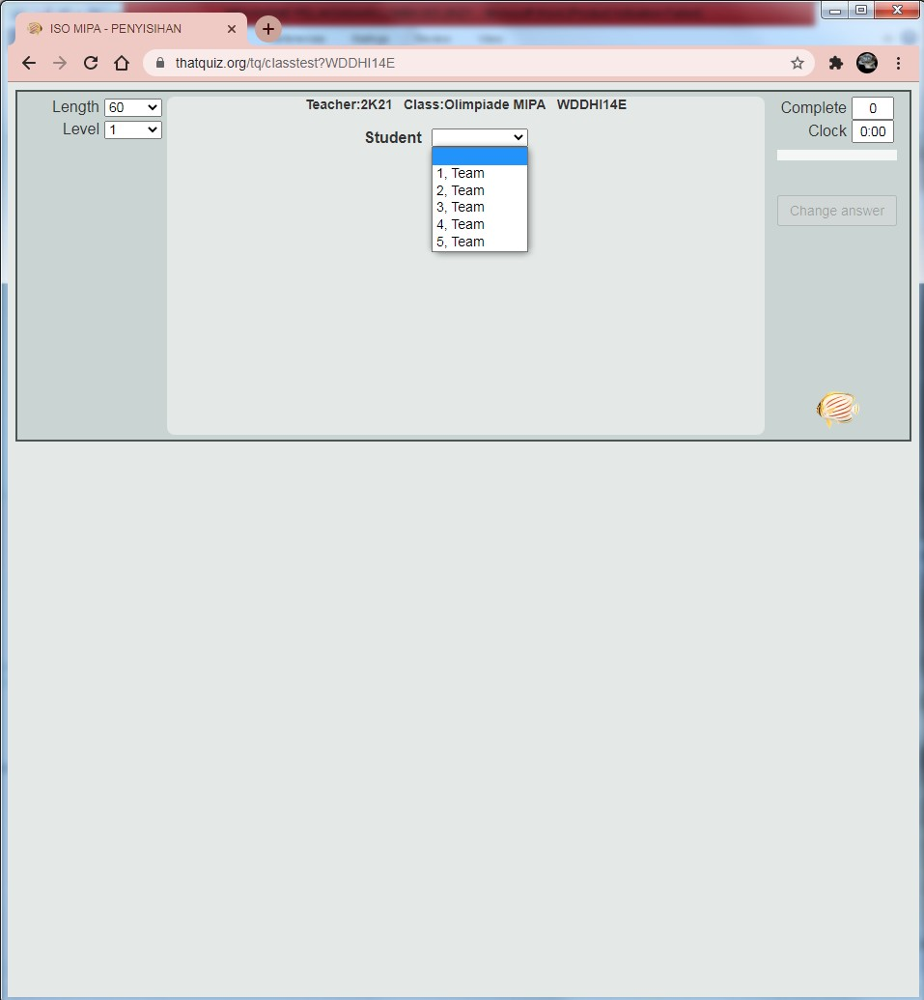 ISO MIPA - PENYISIHAN
thatquiz.org/tq/classtest?WDDHI14E
Length 60
Level 1
Teacher:2K21 Class:Olimpiade MIPA WDDHI14E
Student
1, Team
2, Team
3, Team
4, Team
5, Team
Complete 0
Clock 0:00
Change answer